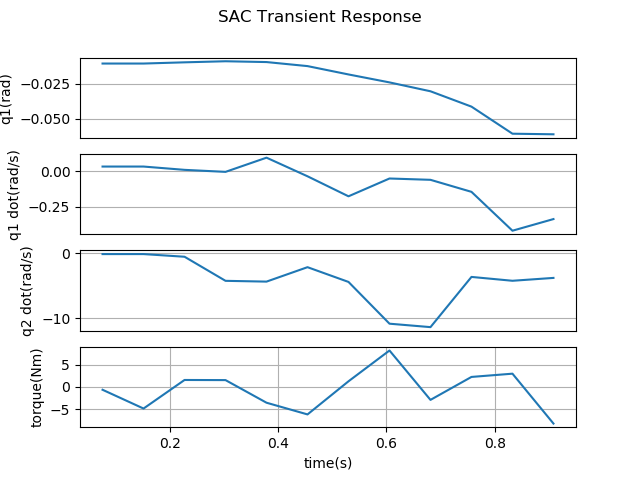 SAC Transient Response
q1(rad)
−0.025
−0.050
q1 dot(rad/s)
0.00
−0.25
q2 dot(rad/s)
0
−10
torque(Nm)
5
0
−5
0.2 0.4 0.6 0.8
time(s)